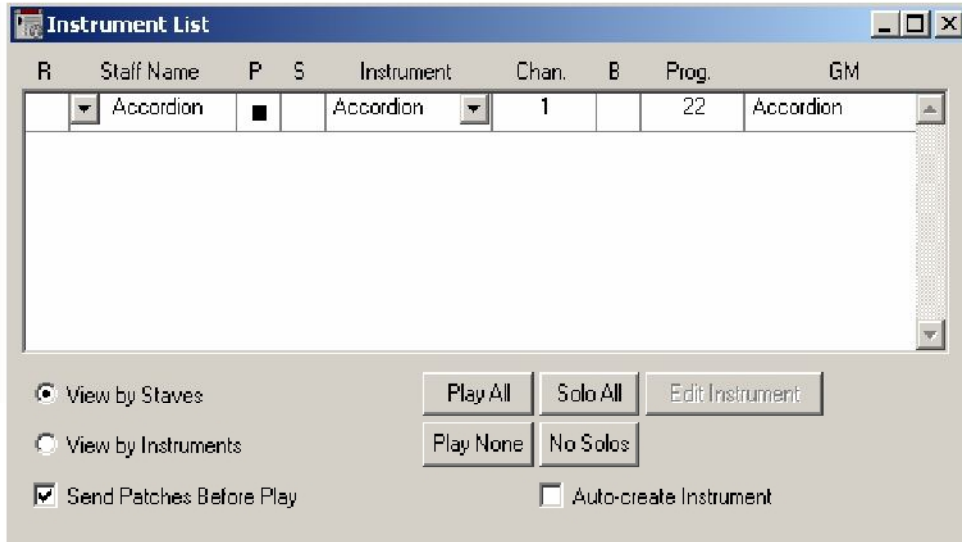 Instrument List
R Staff Name P S Instrument Chan. B Prog. GM
Accordion Accordion 1 22 Accordion
View by Staves Play All Solo All Edit Instrument
View by Instruments Play None No Solos
Send Patches Before Play Auto-create Instrument